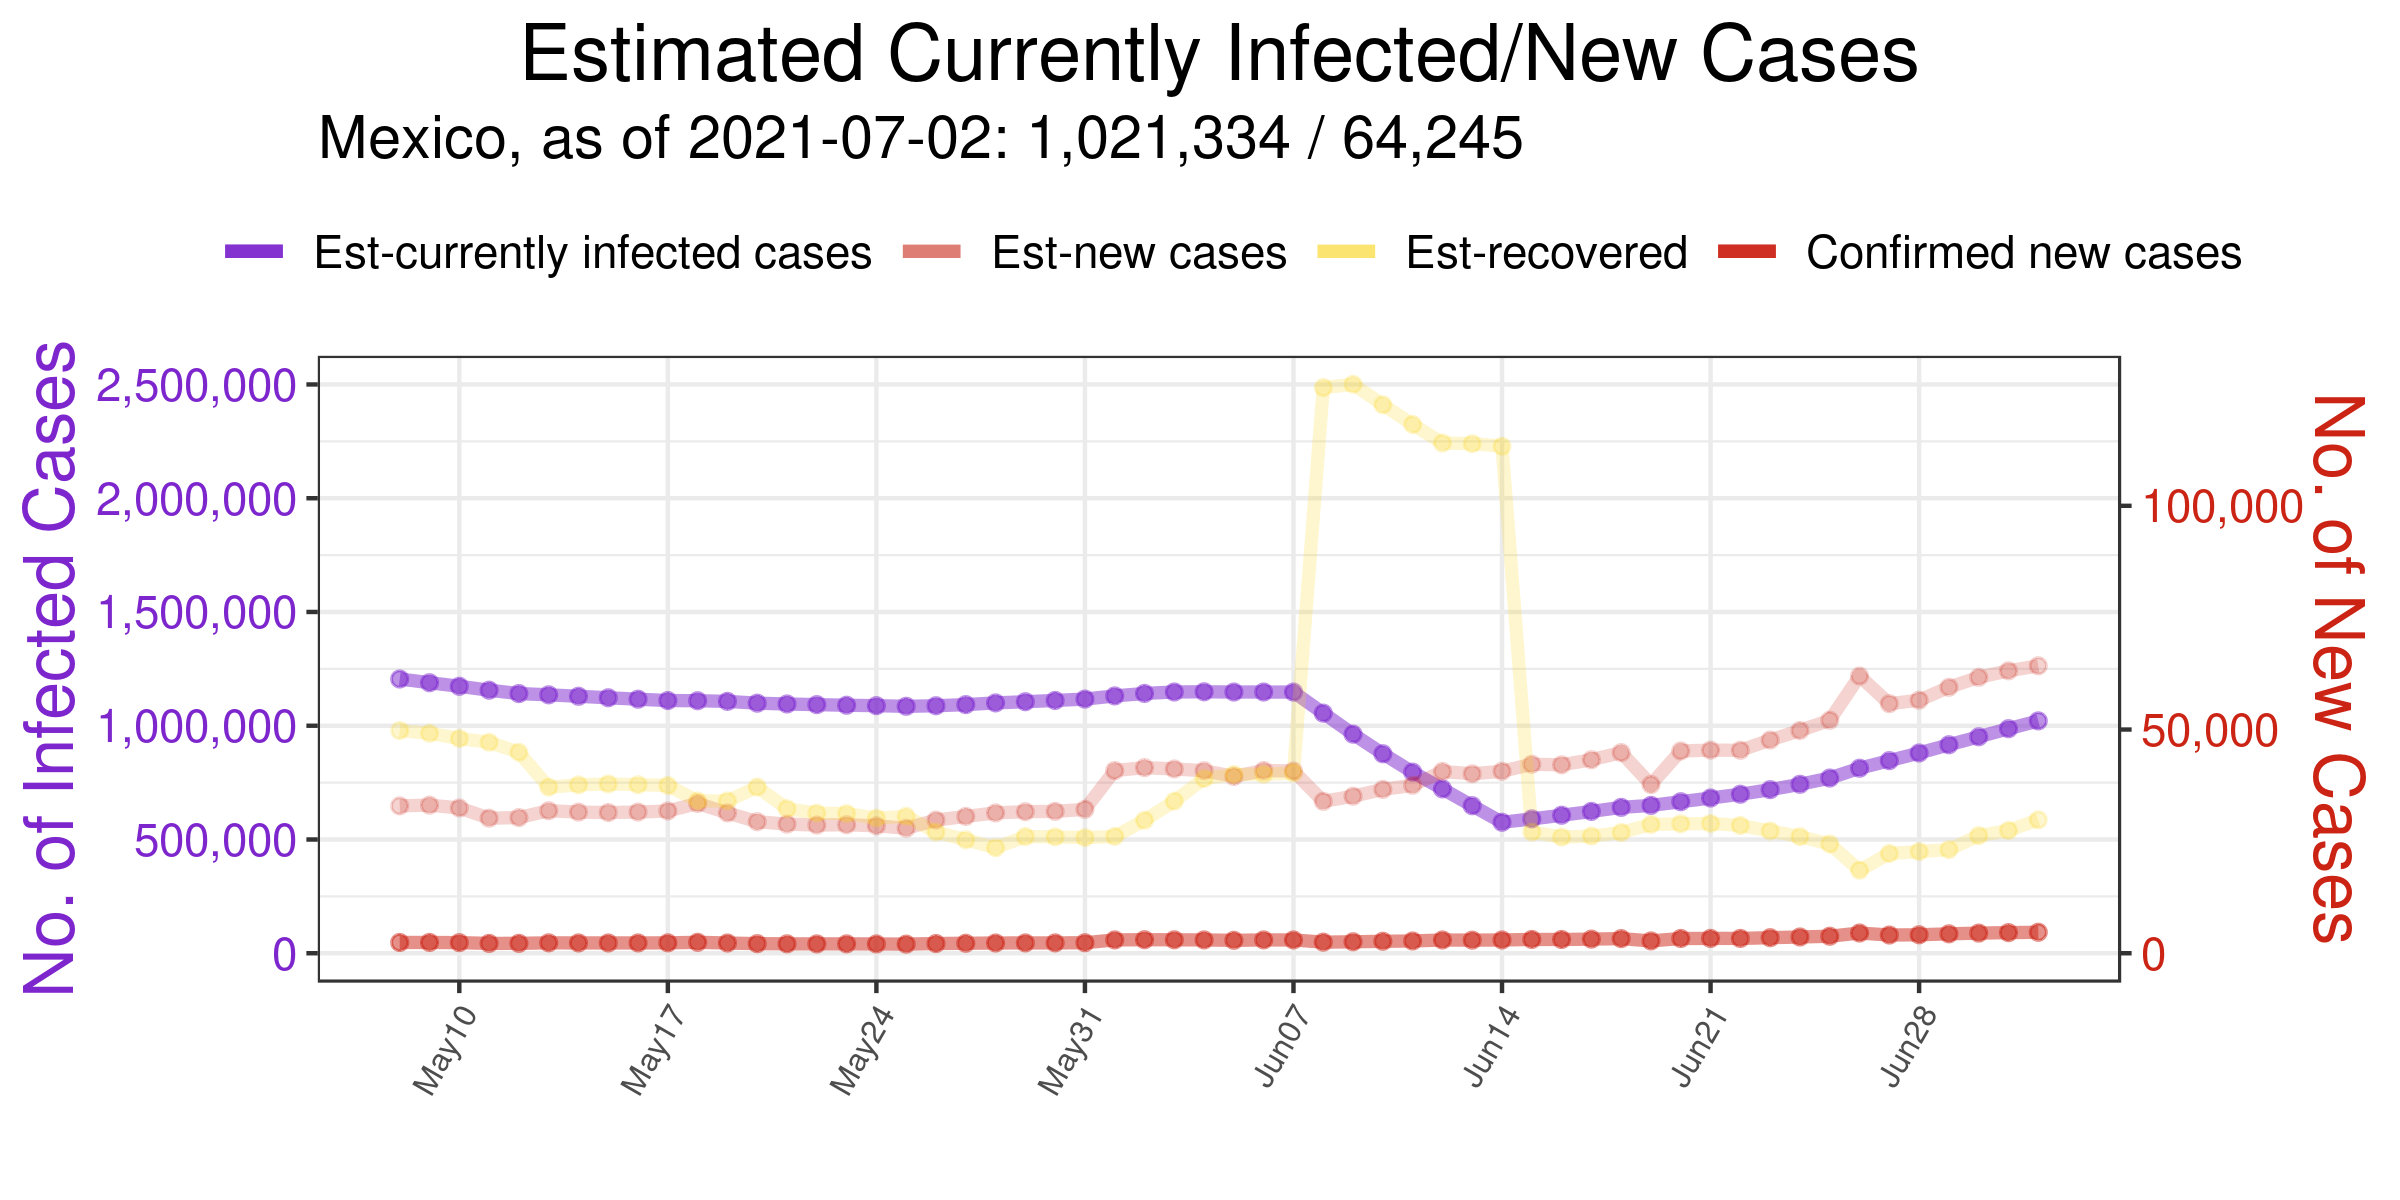 Estimated Currently Infected/New Cases
Mexico, as of 2021-07-02: 1,021,334 / 64,245
Est-currently infected cases Est-new cases Est-recovered Confirmed new cases
No. of Infected Cases
2,500,000
2,000,000
1,500,000
1,000,000
500,000
0
100,000
50,000
0
No. of New Cases
May10 May17 May24 May31 Jun07 Jun14 Jun21 Jun28